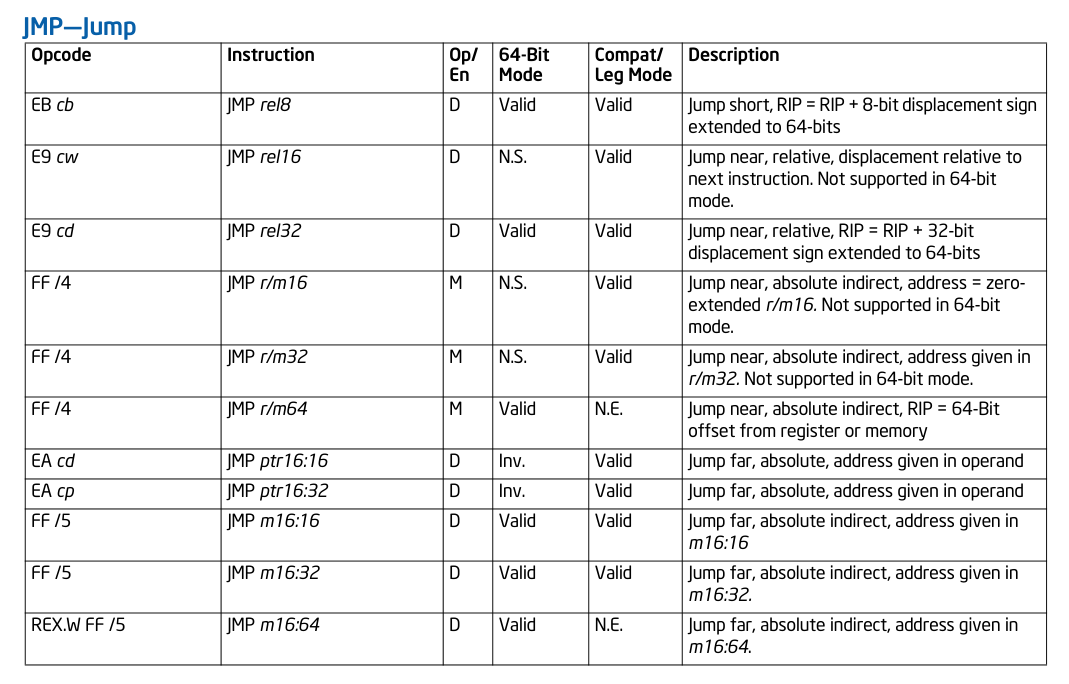 JMP—Jump
Opcode Instruction Op/ 64-Bit Compat/ Description
En Mode Leg Mode
EB cb JMP rel8 D Valid Valid Jump short, RIP = RIP + 8-bit displacement sign
extended to 64-bits
E9 cw JMP rel16 D N.S. Valid Jump near, relative, displacement relative to
next instruction. Not supported in 64-bit
mode.
E9 cd JMP rel32 D Valid Valid Jump near, relative, RIP = RIP + 32-bit
displacement sign extended to 64-bits
FF /4 JMP r/m16 M N.S. Valid Jump near, absolute indirect, address = zero-
extended r/m16. Not supported in 64-bit
mode.
FF /4 JMP r/m32 M N.S. Valid Jump near, absolute indirect, address given in
r/m32. Not supported in 64-bit mode.
FF /4 JMP r/m64 M Valid N.E. Jump near, absolute indirect, RIP = 64-Bit
offset from register or memory
EA cd JMP ptr16:16 D Inv. Valid Jump far, absolute, address given in operand
EA cp JMP ptr16:32 D Inv. Valid Jump far, absolute, address given in operand
FF /5 JMP m16:16 D Valid Valid Jump far, absolute indirect, address given in
m16:16
FF /5 JMP m16:32 D Valid Valid Jump far, absolute indirect, address given in
m16:32.
REX.W FF /5 JMP m16:64 D Valid N.E. Jump far, absolute indirect, address given in
m16:64.